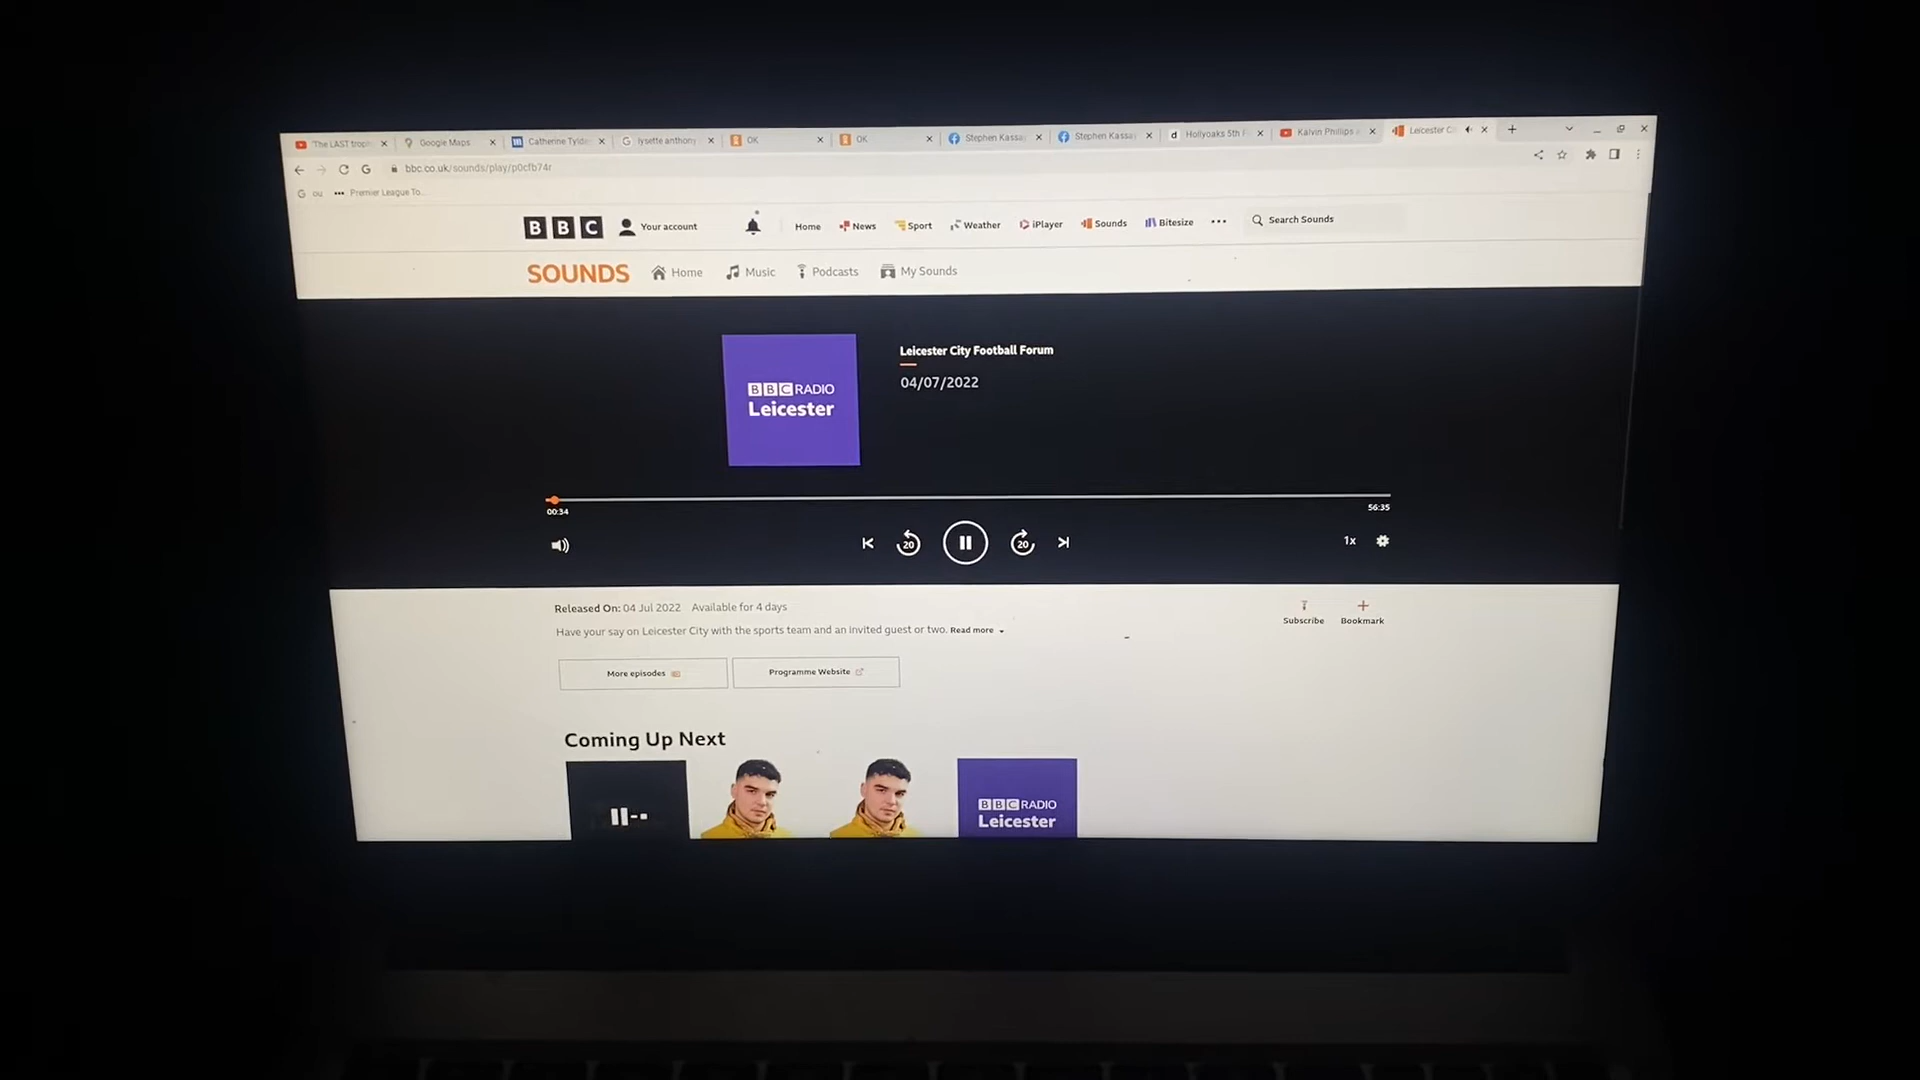 'The LAST troph
Google Maps
Catherine Tylde
lysette anthony
OK
OK
Stephen Kassa
Stephen Kassa
Hollyoaks 5th
Kalvin Phillips
Leicester C
bbc.co.uk/sounds/play/p0cfb74r
ou
Premier League To...
BBC
Your account
Home
News
Sport
Weather
iPlayer
Sounds
Bitesize
Search Sounds
SOUNDS
Home
Music
Podcasts
My Sounds
BBC RADIO
Leicester
Leicester City Football Forum
04/07/2022
00:34
56:35
20
20
1x
Released On: 04 Jul 2022 Available for 4 days
Have your say on Leicester City with the sports team and an invited guest or two. Read more
Subscribe
Bookmark
More episodes
Programme Website
Coming Up Next
BBC RADIO
Leicester